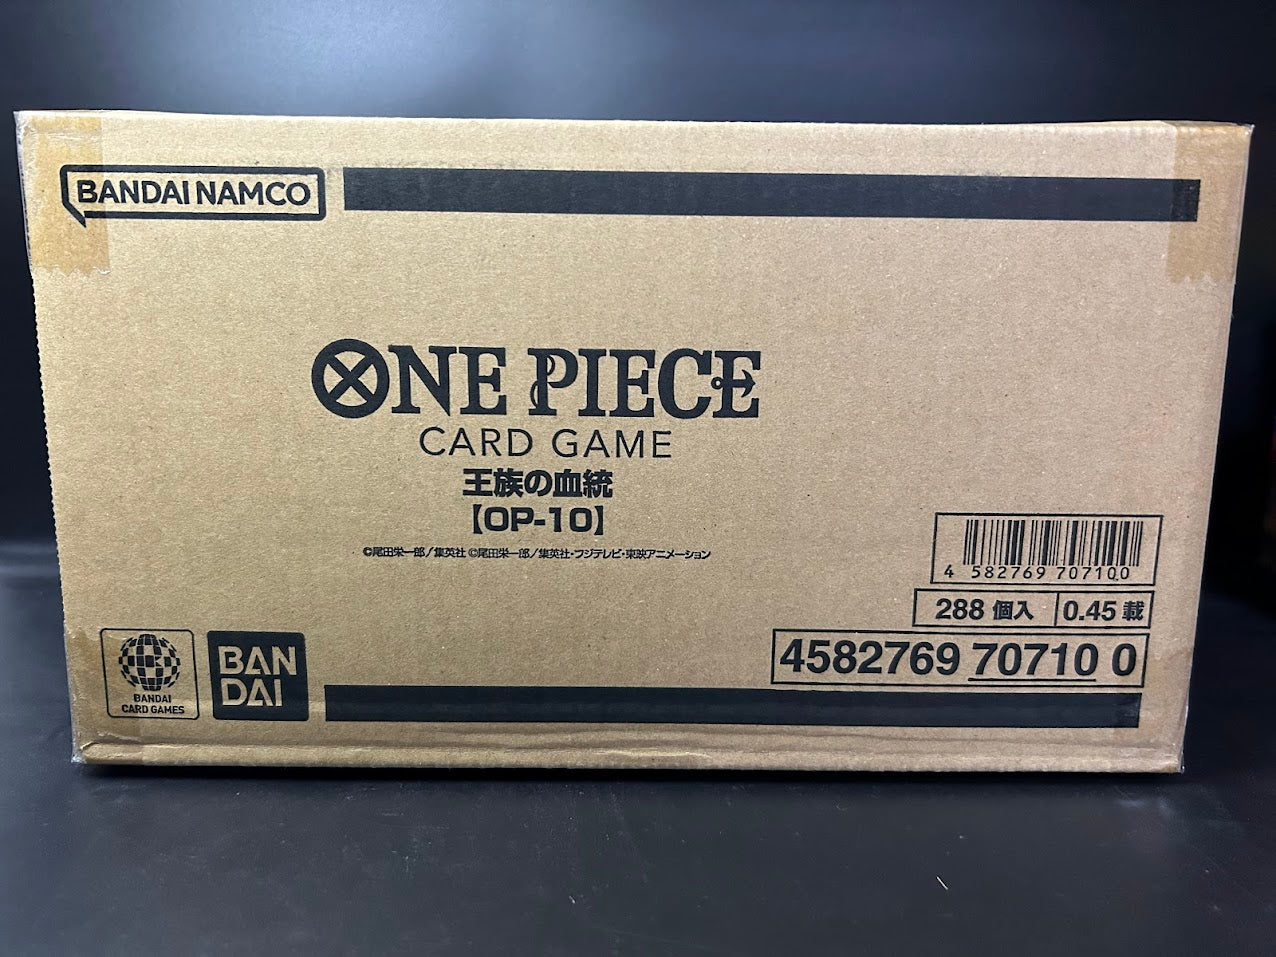 BANDAI NAMCO
ONE PIECE
CARD GAME
王族の血統
【OP-10】
©尾田栄一郎/集英社 ©尾田栄一郎/集英社・フジテレビ・東映アニメーション
4 582769 707100
288 個入 0.45 載
4582769 70710 0
BANDAI
CARD GAMES
BAN
DAI